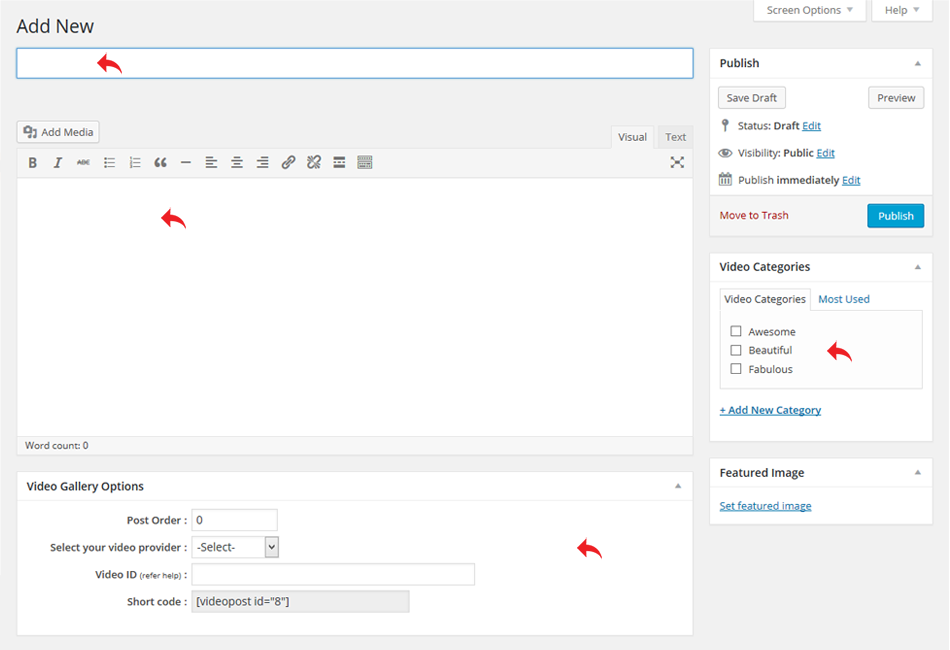 Screen Options
Help
Add New
Add Media
Visual
Text
B I ABC
Word count: 0
Video Gallery Options
Post Order : 0
Select your video provider : -Select-
Video ID (refer help) :
Short code : [videopost id="8"]
Publish
Save Draft
Preview
Status: Draft Edit
Visibility: Public Edit
Publish immediately Edit
Move to Trash
Publish
Video Categories
Video Categories
Most Used
Awesome
Beautiful
Fabulous
+ Add New Category
Featured Image
Set featured image